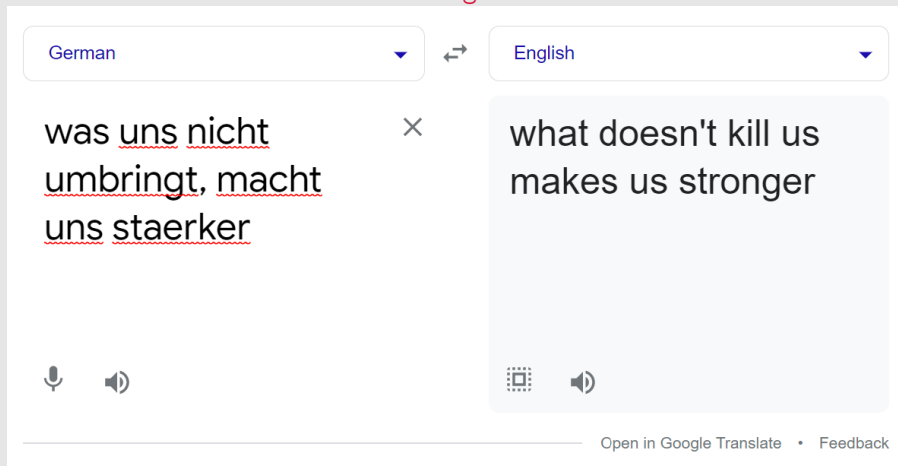 German
English
was uns nicht
umbringt, macht
uns staerker
what doesn't kill us
makes us stronger
Open in Google Translate • Feedback